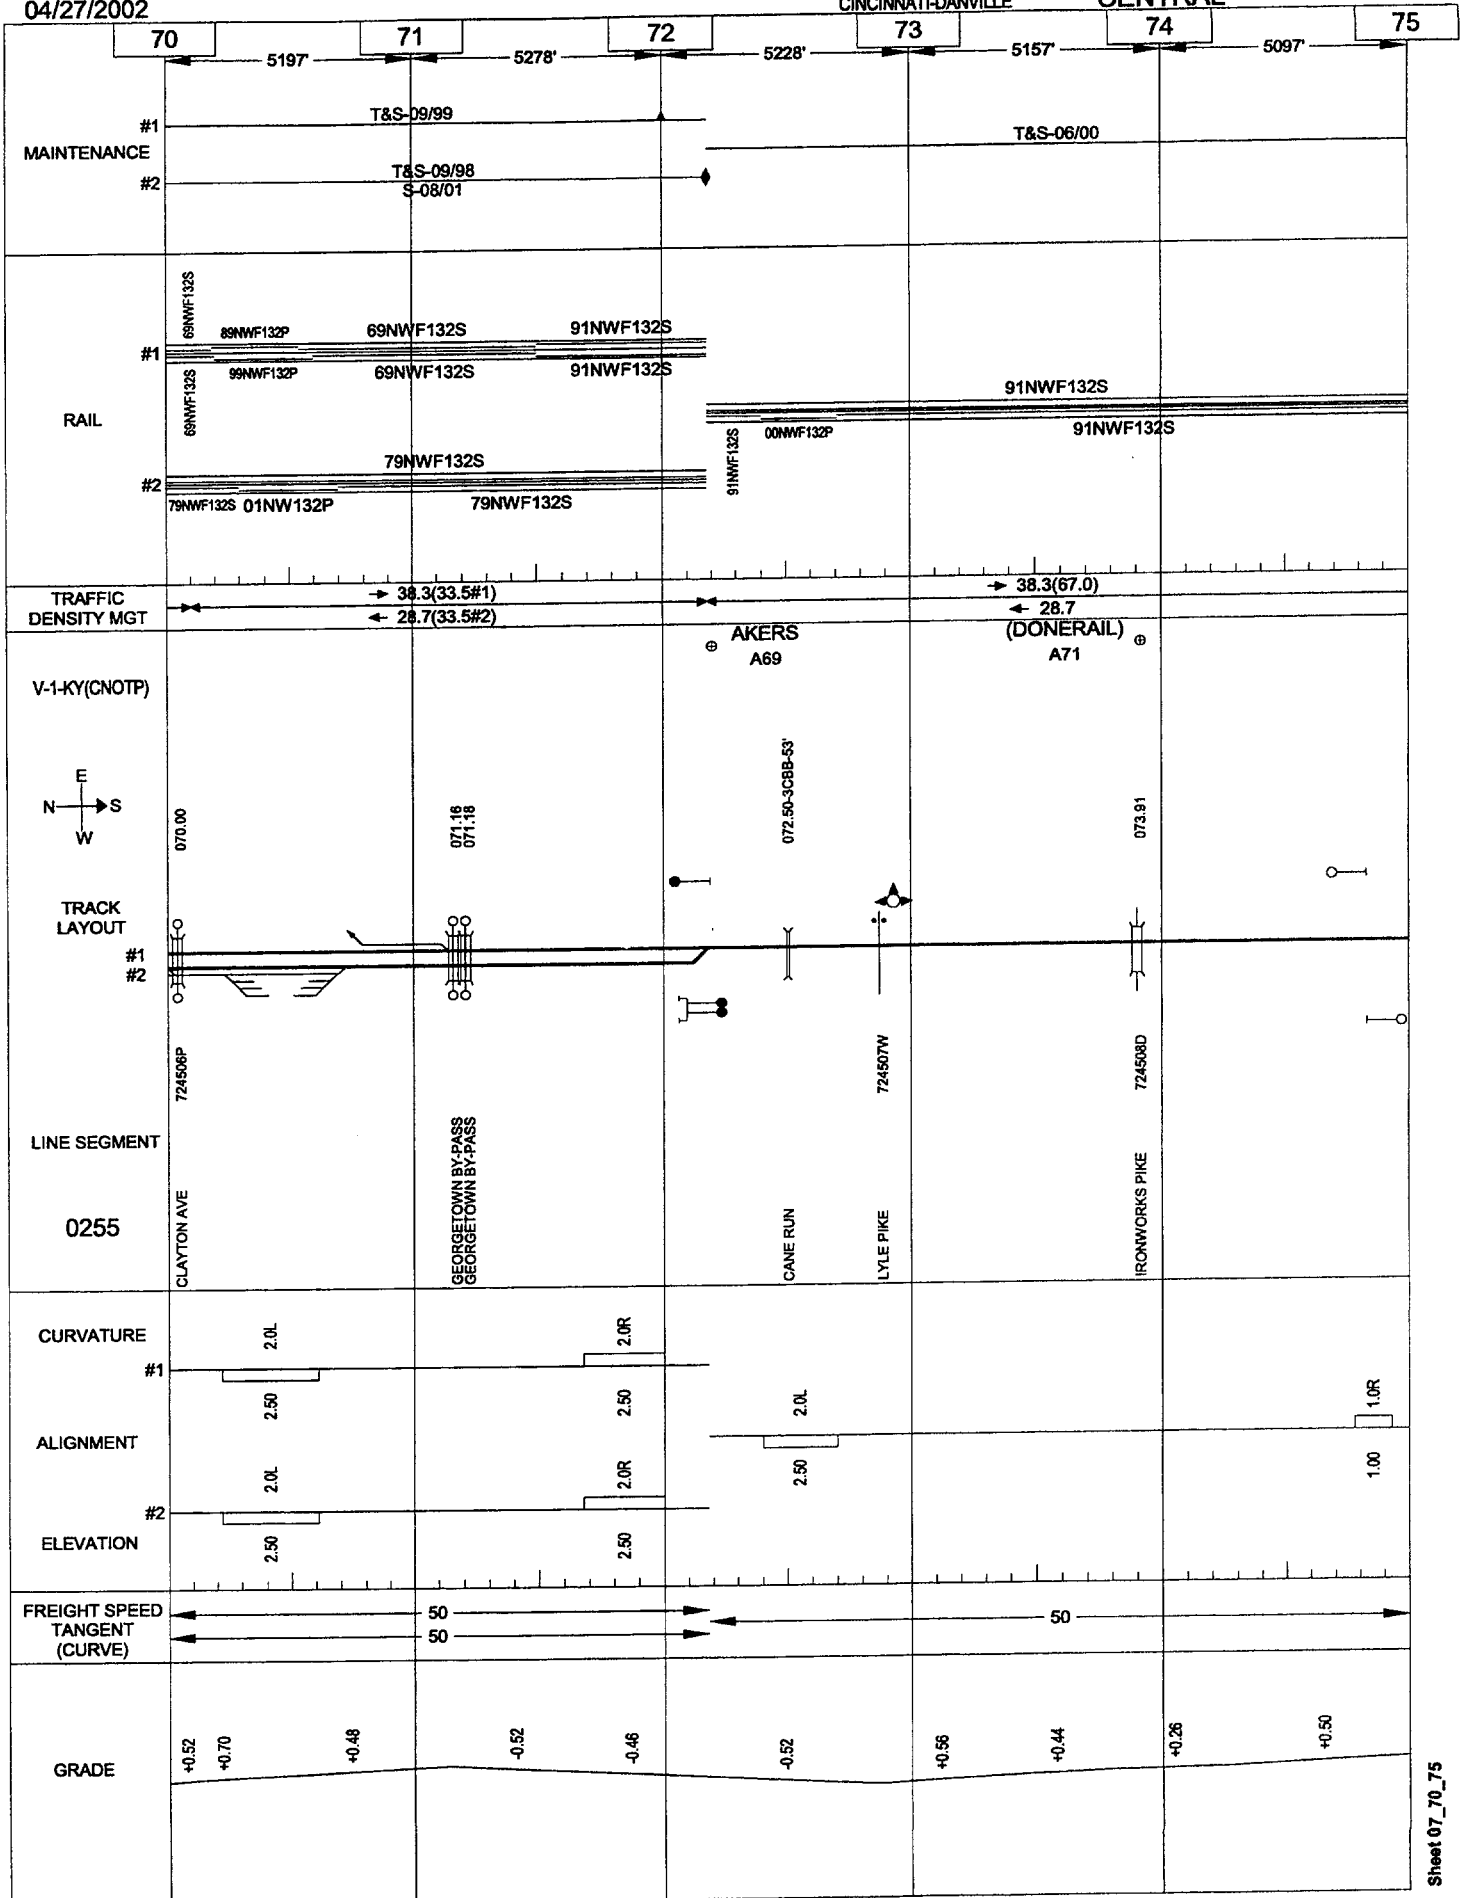 04/27/2002
CINCINNATI-DANVILLE
CENTRAL
70 71 72 73 74 75
5197' 5278' 5228' 5157' 5097'
MAINTENANCE
#1
T&S-09/99
T&S-06/00
#2
T&S-09/98
S-08/01
RAIL
69NWF132S
89NWF132P
69NWF132S
91NWF132S
#1
69NWF132S
99NWF132P
69NWF132S
91NWF132S
91NWF132S
91NWF132S
00NWF132P
91NWF132S
79NWF132S
#2
79NWF132S
01NW132P
79NWF132S
TRAFFIC
DENSITY MGT
38.3(33.5#1)
28.7(33.5#2)
38.3(67.0)
28.7
AKERS
A69
(DONERAIL)
A71
V-1-KY(CNOTP)
E
N S
W
070.00
071.16
071.18
072.50-3CBB-53'
073.91
TRACK
LAYOUT
#1
#2
724506P
724507W
724508D
LINE SEGMENT
0255
CLAYTON AVE
GEORGETOWN BY-PASS
GEORGETOWN BY-PASS
CANE RUN
LYLE PIKE
IRONWORKS PIKE
CURVATURE
#1
2.0L
2.50
2.0R
2.50
ALIGNMENT
2.0L
2.50
1.0R
1.00
#2
2.0L
2.50
2.0R
2.50
ELEVATION
FREIGHT SPEED
TANGENT
(CURVE)
50
50
50
GRADE
+0.52
+0.70
+0.48
-0.52
-0.46
-0.52
+0.56
+0.44
+0.26
+0.50
Sheet 07_70_75